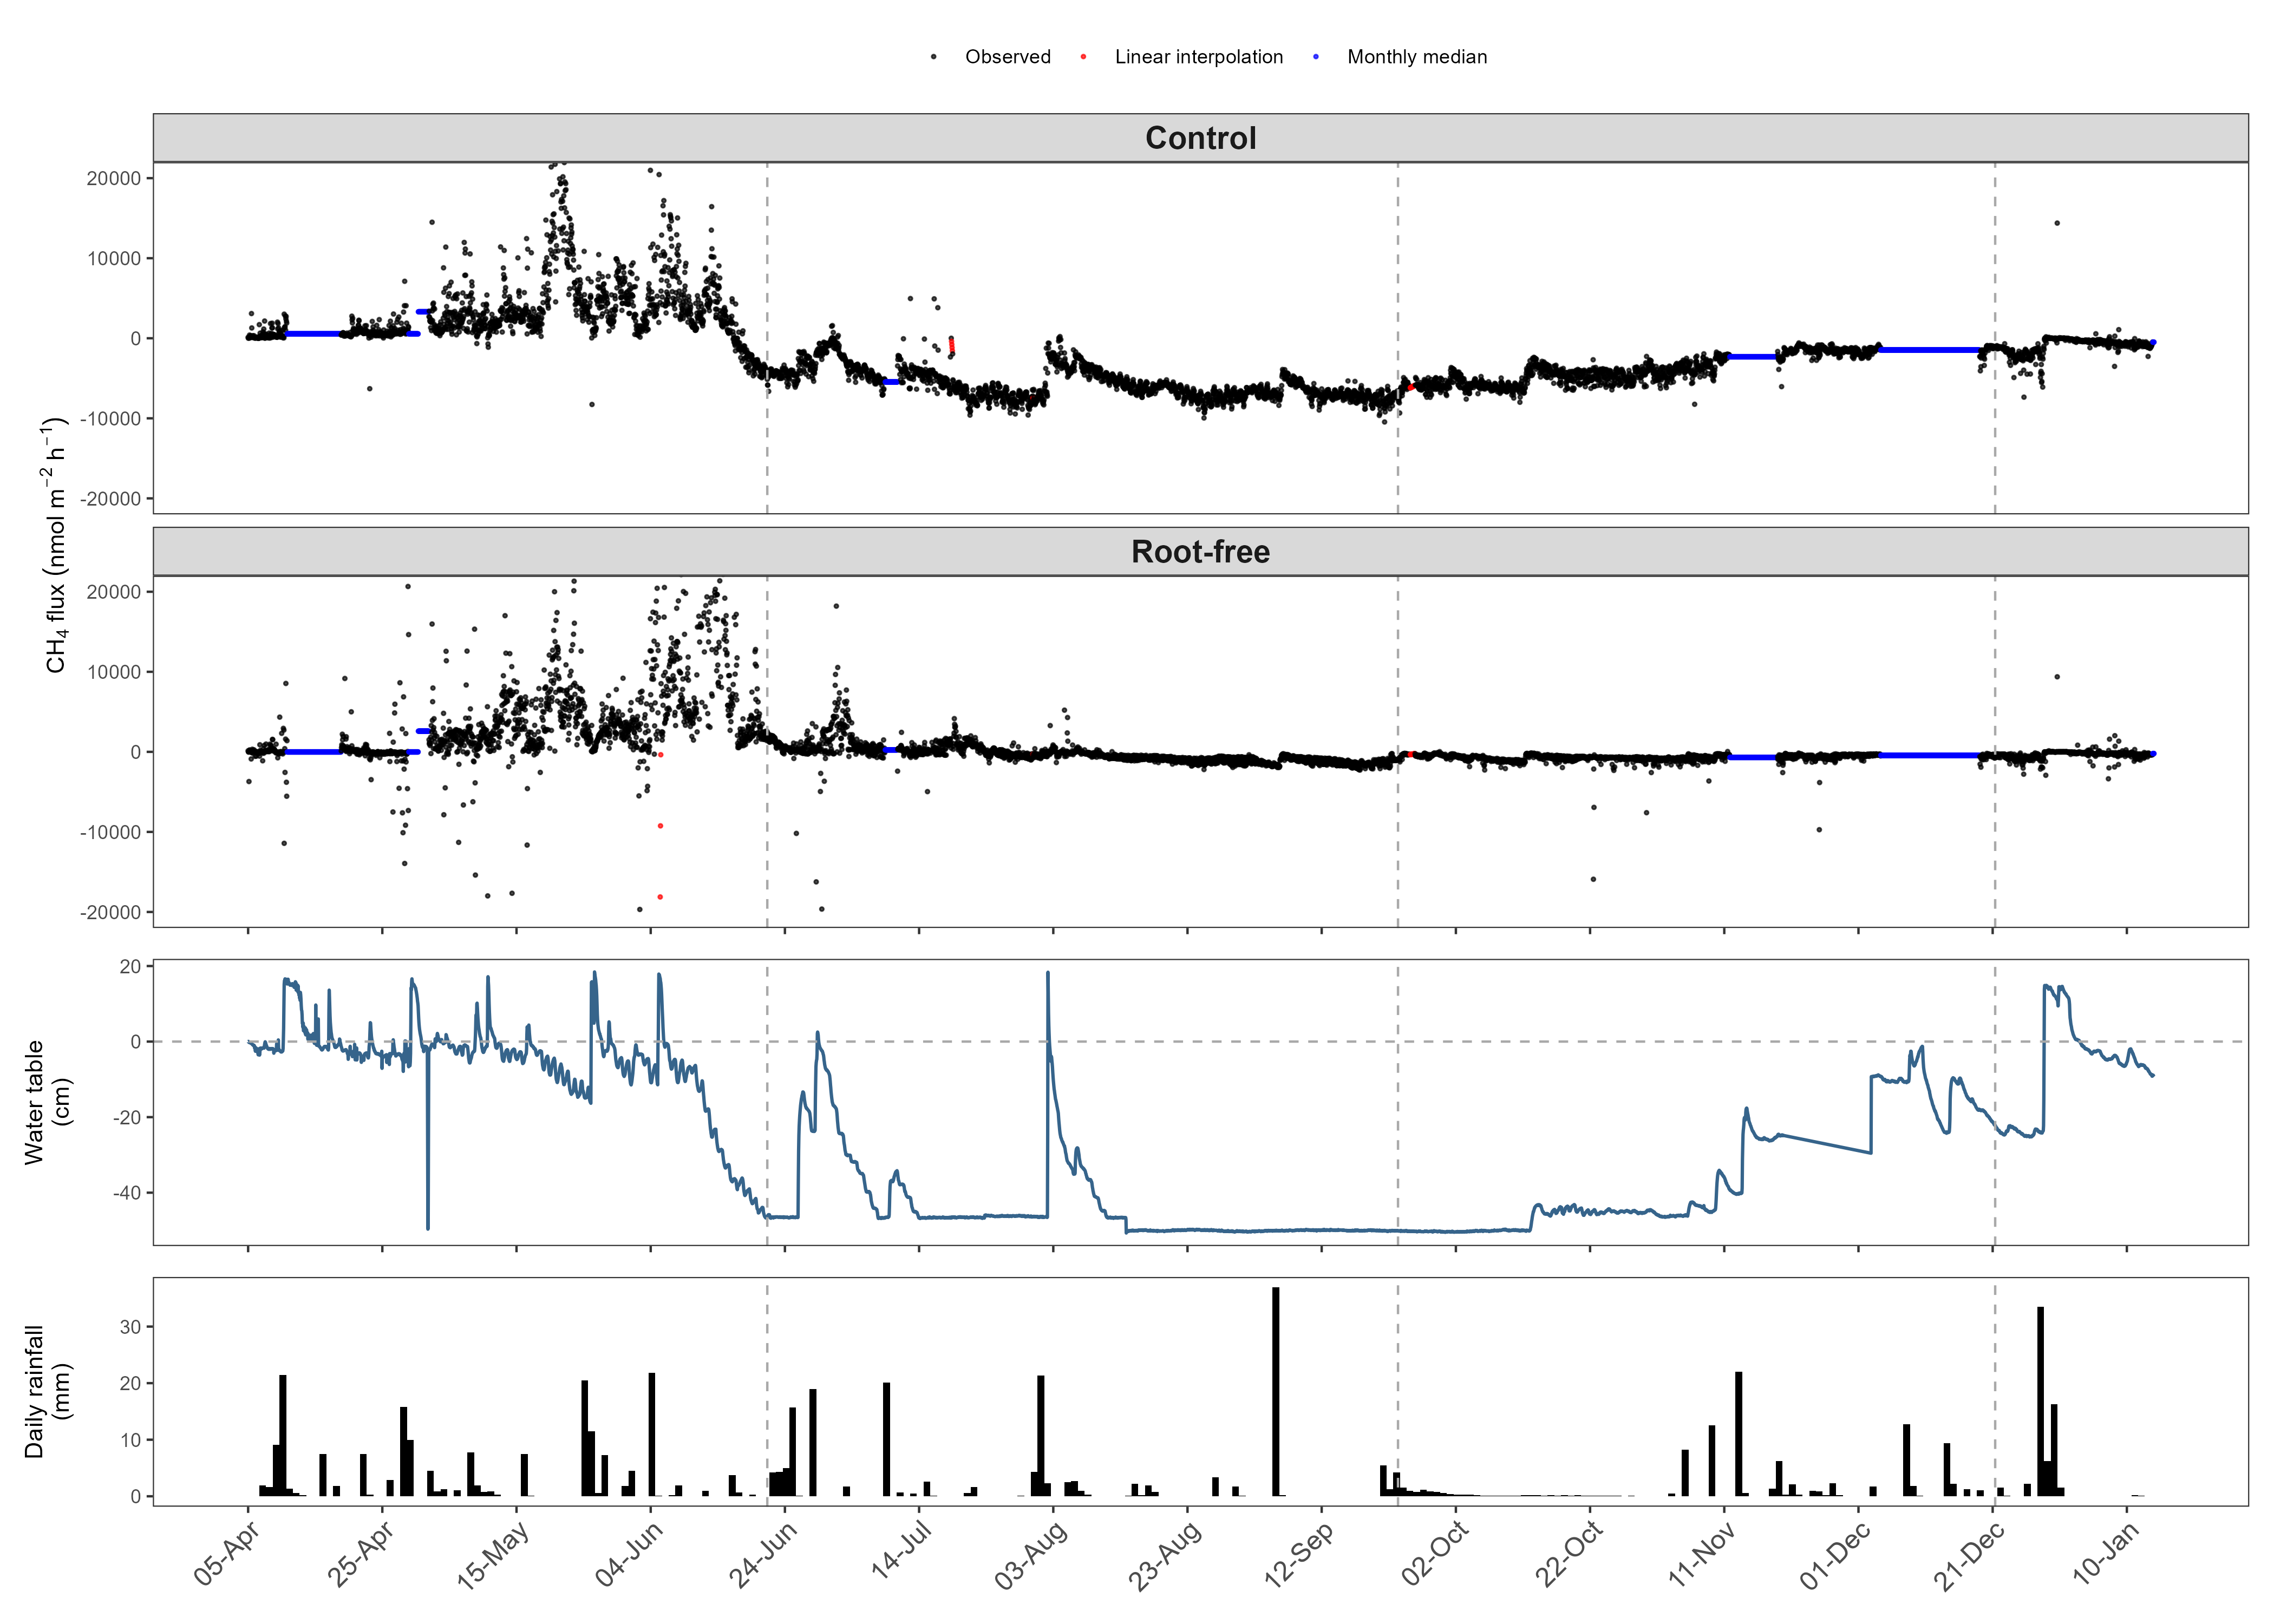 Observed Linear interpolation Monthly median
Control
20000
10000
0
-10000
-20000
CH₄ flux (nmol m⁻² h⁻¹)
Root-free
20000
10000
0
-10000
-20000
Water table
(cm)
20
0
-20
-40
Daily rainfall
(mm)
30
20
10
0
05-Apr 25-Apr 15-May 04-Jun 24-Jun 14-Jul 03-Aug 23-Aug 12-Sep 02-Oct 22-Oct 11-Nov 01-Dec 21-Dec 10-Jan